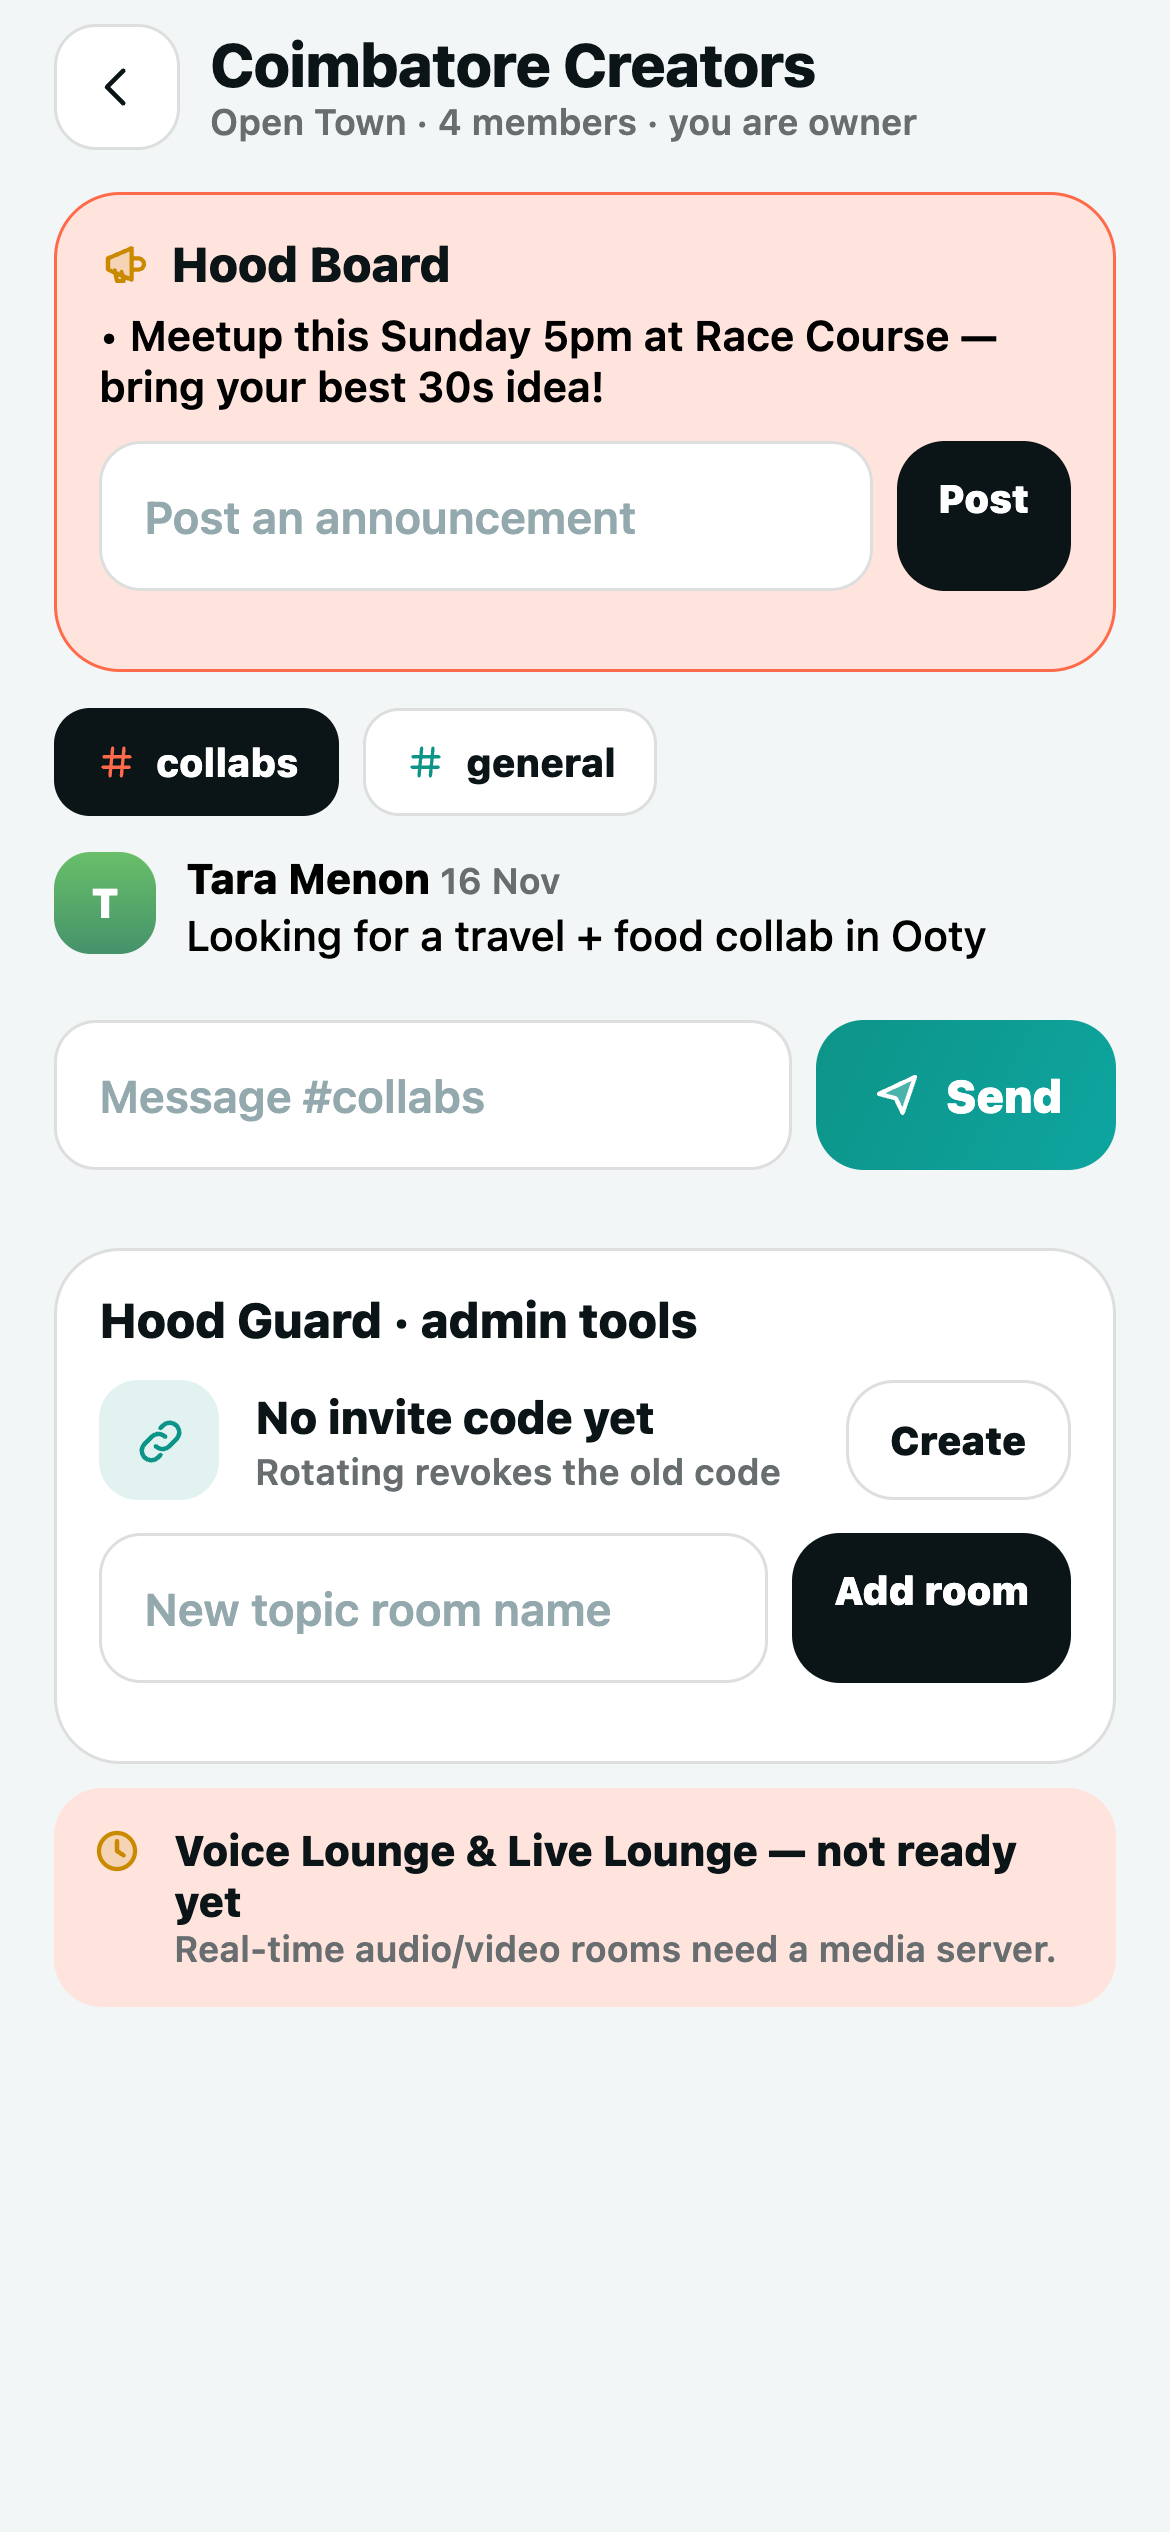 Coimbatore Creators
Open Town · 4 members · you are owner
Hood Board
• Meetup this Sunday 5pm at Race Course —
bring your best 30s idea!
Post an announcement
Post
# collabs
# general
T
Tara Menon 16 Nov
Looking for a travel + food collab in Ooty
Message #collabs
Send
Hood Guard · admin tools
No invite code yet
Rotating revokes the old code
Create
New topic room name
Add room
Voice Lounge & Live Lounge — not ready
yet
Real-time audio/video rooms need a media server.